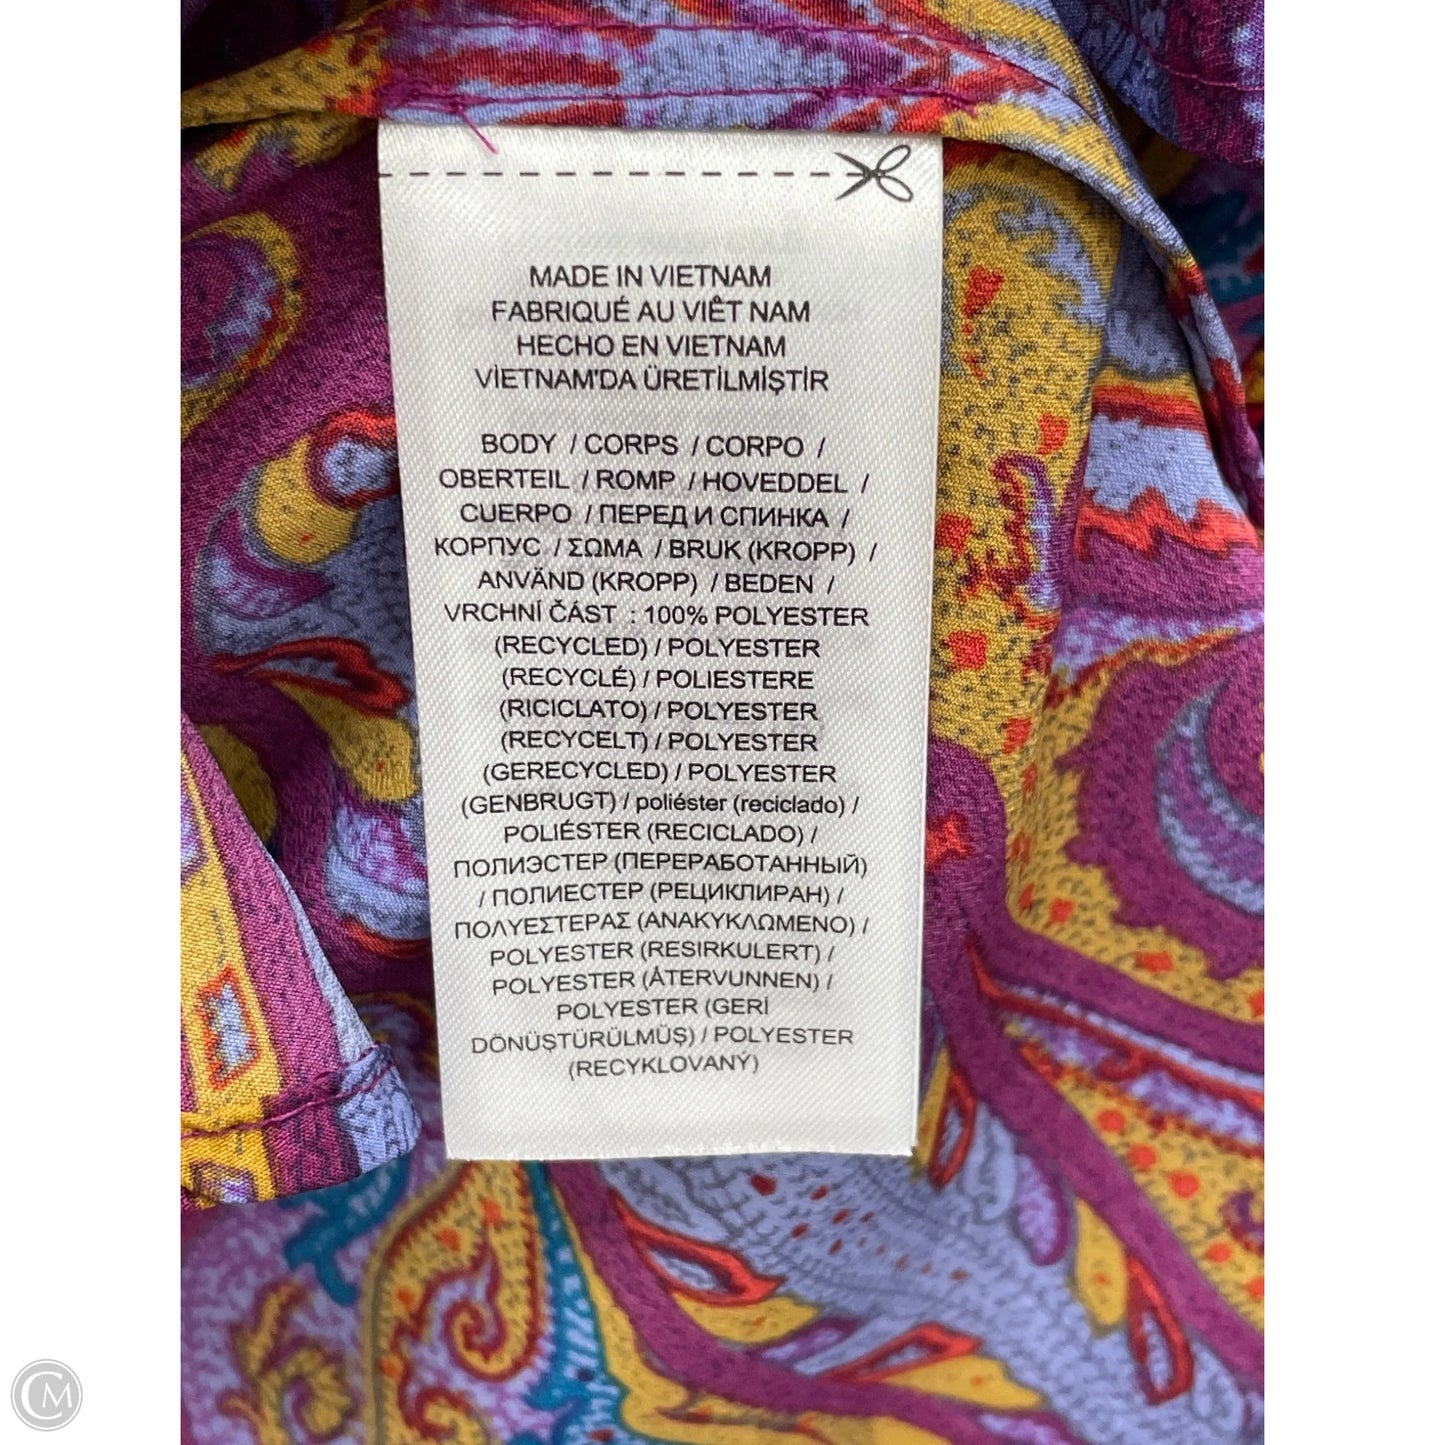 MADE IN VIETNAM
FABRIQUÉ AU VIÊT NAM
HECHO EN VIETNAM
VİETNAM'DA ÜRETİLMİŞTİR
BODY / CORPS / CORPO /
OBERTEIL / ROMP / HOVEDDEL /
CUERPO / ПЕРЕД И СПИНКА /
КОРПУС / ΣΩΜΑ / BRUK (KROPP) /
ANVÄND (KROPP) / BEDEN /
VRCHNÍ ČÁST : 100% POLYESTER
(RECYCLED) / POLYESTER
(RECYCLÉ) / POLIESTERE
(RICICLATO) / POLYESTER
(RECYCELT) / POLYESTER
(GERECYCLED) / POLYESTER
(GENBRUGT) / poliéster (reciclado) /
POLIÉSTER (RECICLADO) /
ПОЛИЭСТЕР (ПЕРЕРАБОТАННЫЙ)
/ ПОЛИЕСТЕР (РЕЦИКЛИРАН) /
ΠΟΛΥΕΣΤΕΡΑΣ (ΑΝΑΚΥΚΛΩΜΕΝΟ) /
POLYESTER (RESIRKULERT) /
POLYESTER (ÅTERVUNNEN) /
POLYESTER (GERİ
DÖNÜŞTÜRÜLMÜŞ) / POLYESTER
(RECYKLOVANÝ)
CM